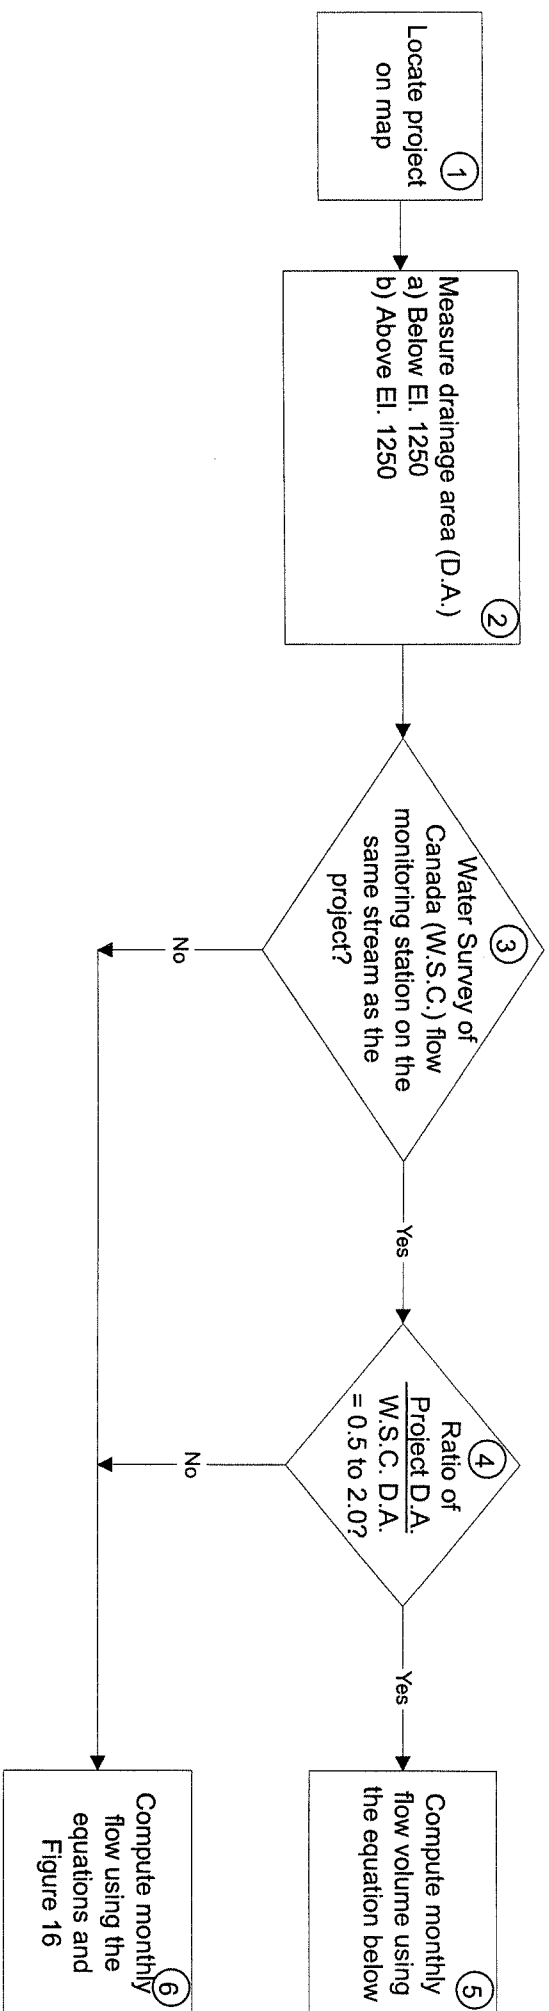 1
Locate project
on map
2
Measure drainage area (D.A.)
a) Below El. 1250
b) Above El. 1250
3
Water Survey of
Canada (W.S.C.) flow
monitoring station on the
same stream as the
project?
No
Yes
4
Ratio of
Project D.A.
W.S.C. D.A.
= 0.5 to 2.0?
No
Yes
5
Compute monthly
flow volume using
the equation below
6
Compute monthly
flow using the
equations and
Figure 16